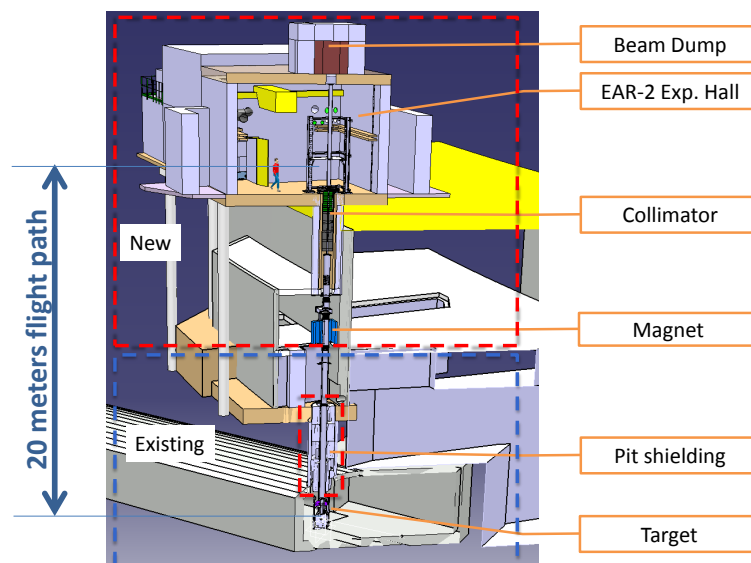 Beam Dump
EAR-2 Exp. Hall
Collimator
New
20 meters flight path
Magnet
Existing
Pit shielding
Target